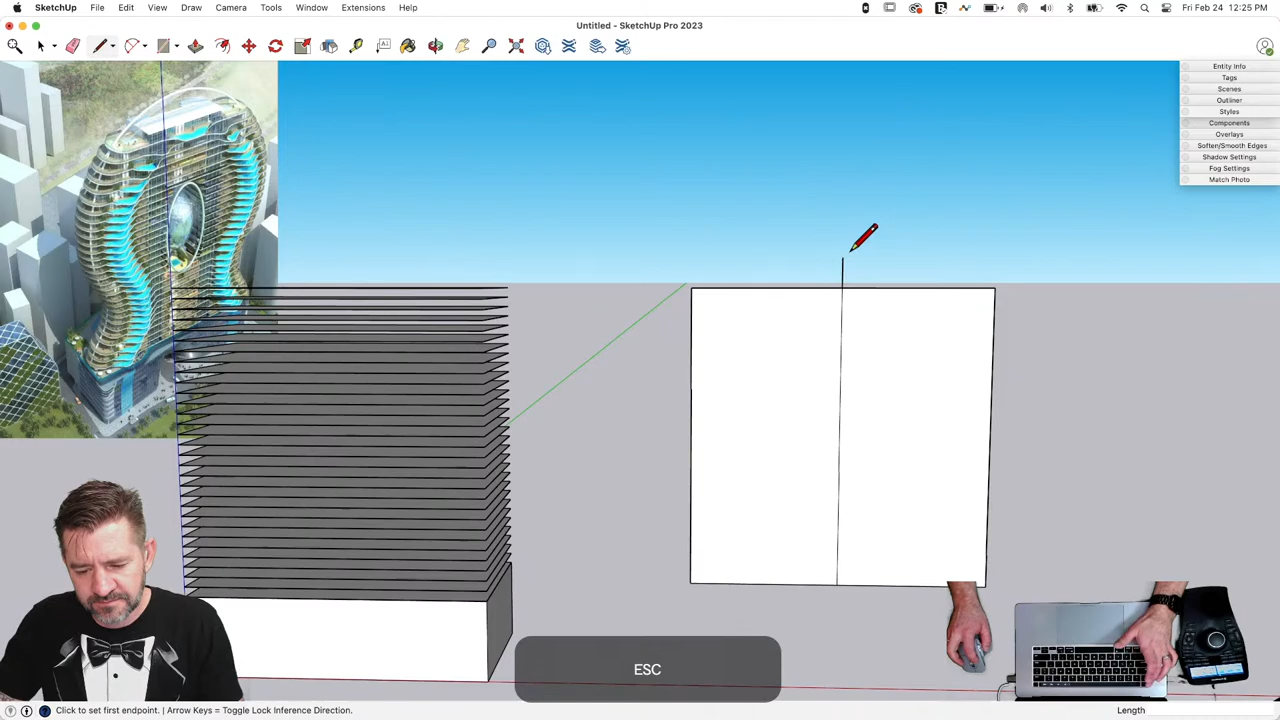 SketchUp File Edit View Draw Camera Tools Window Extensions Help
Fri Feb 24 12:25 PM
Untitled - SketchUp Pro 2023
A1
Entity Info
Tags
Scenes
Outliner
Styles
Components
Overlays
Soften/Smooth Edges
Shadow Settings
Fog Settings
Match Photo
ESC
Click to set first endpoint. | Arrow Keys = Toggle Lock Inference Direction.
Length